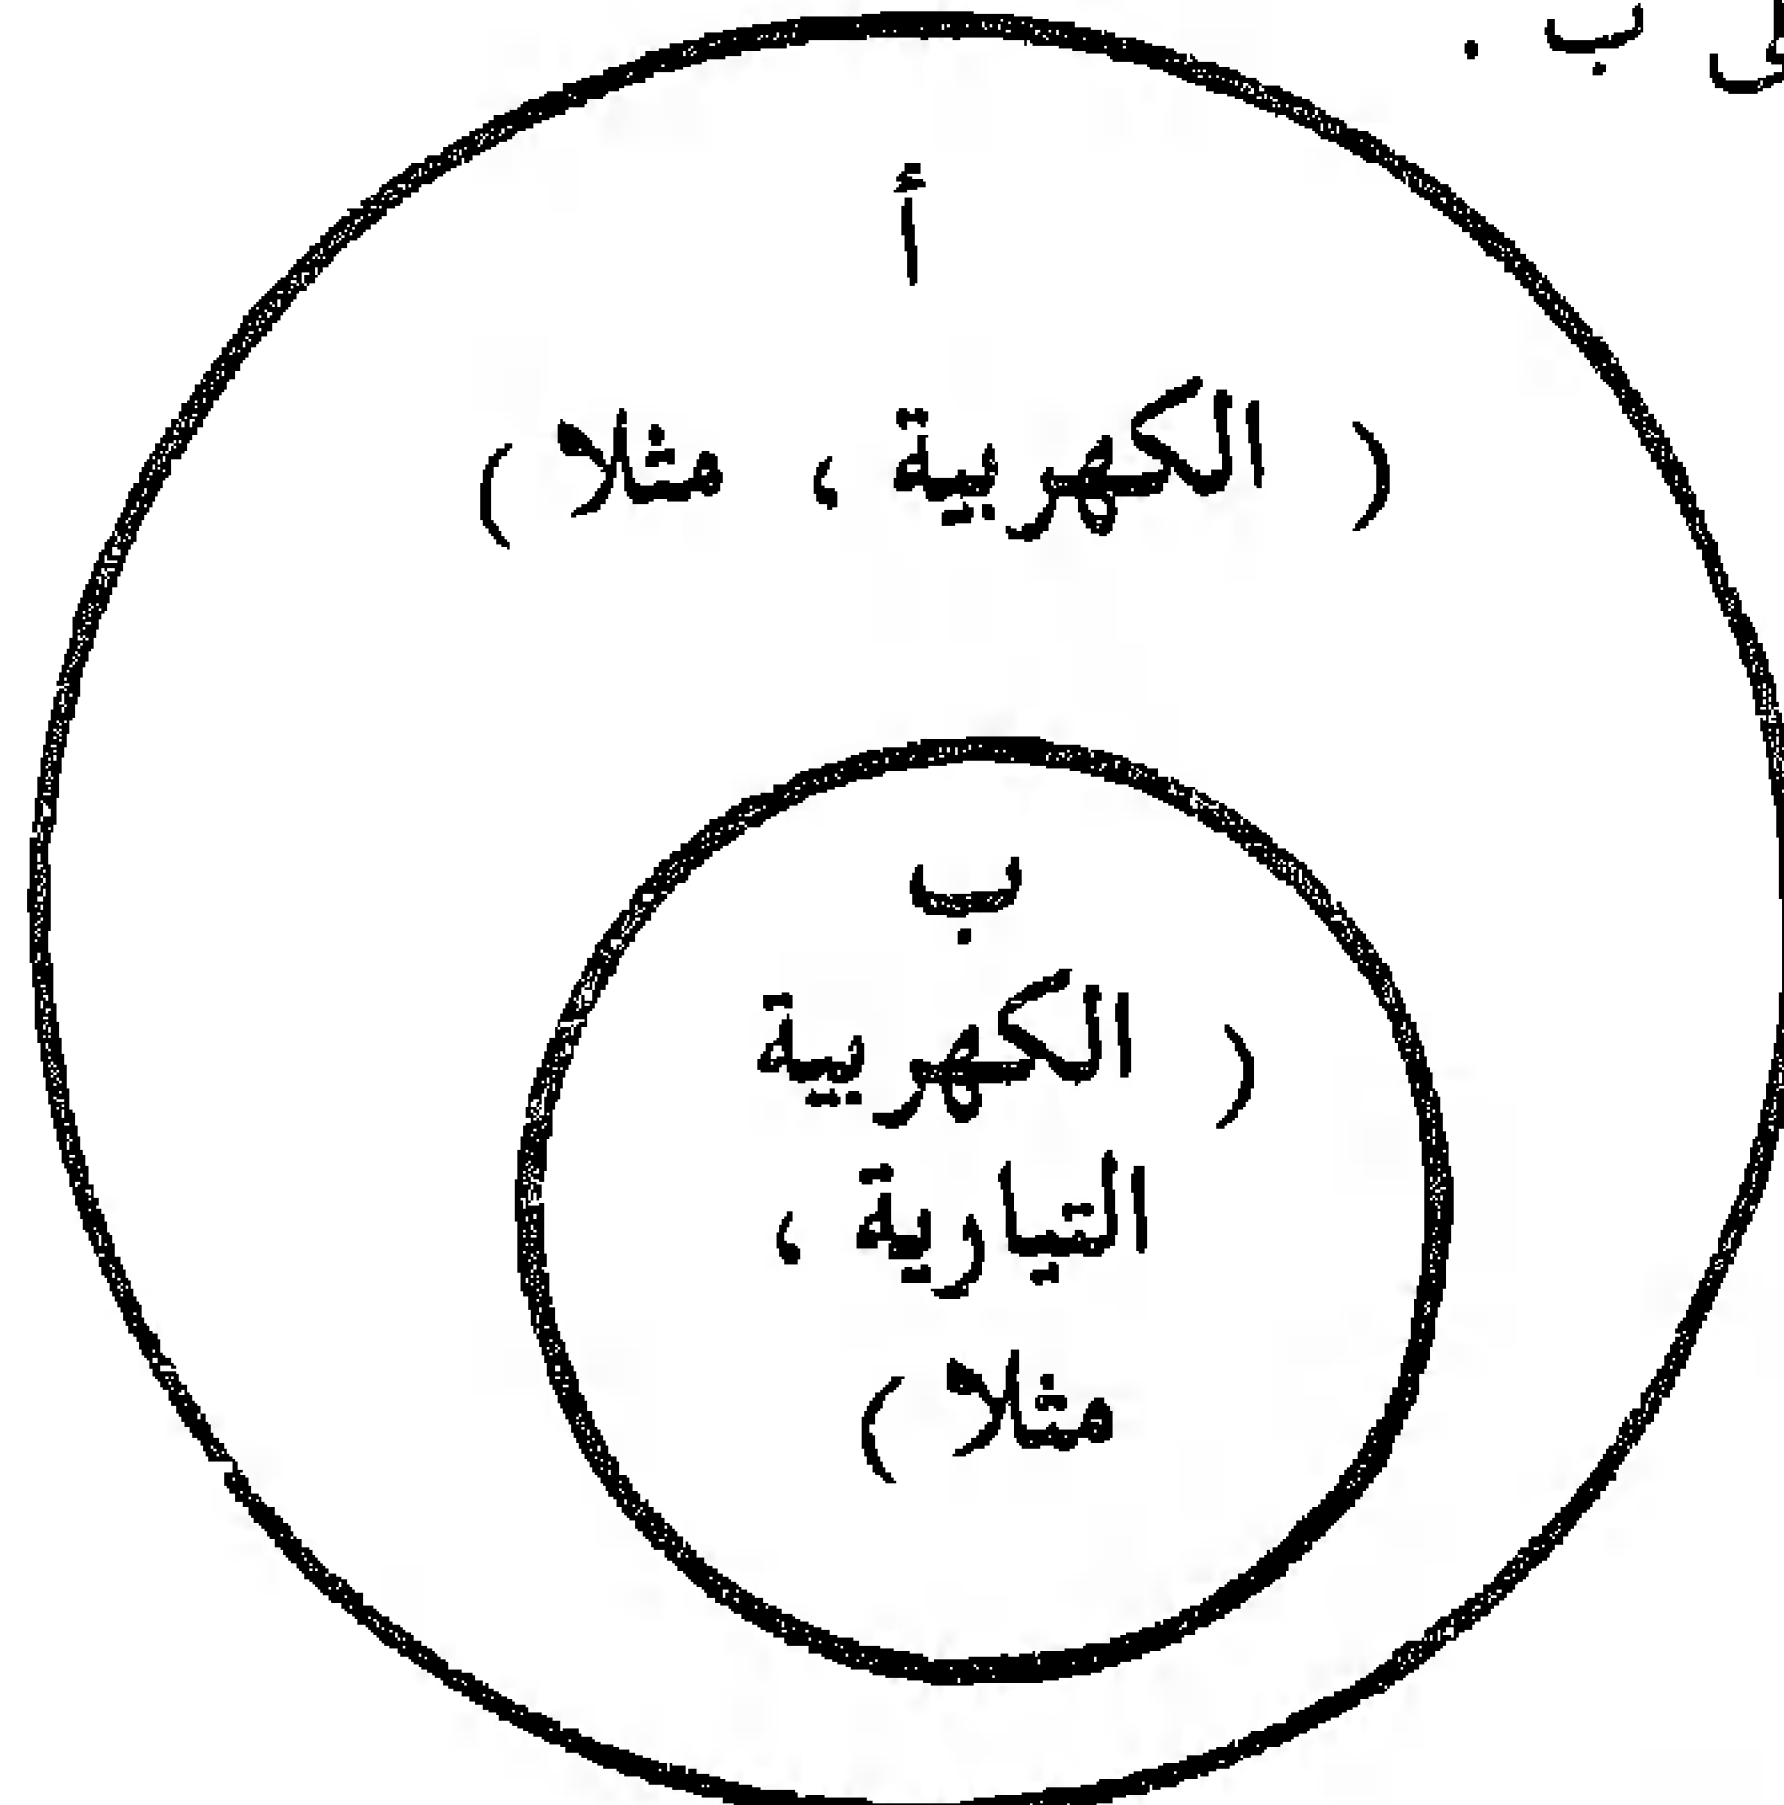 ب .
أ
( الكهربية ، مثلا )
ب
( الكهربية
التيارية ،
مثلا )